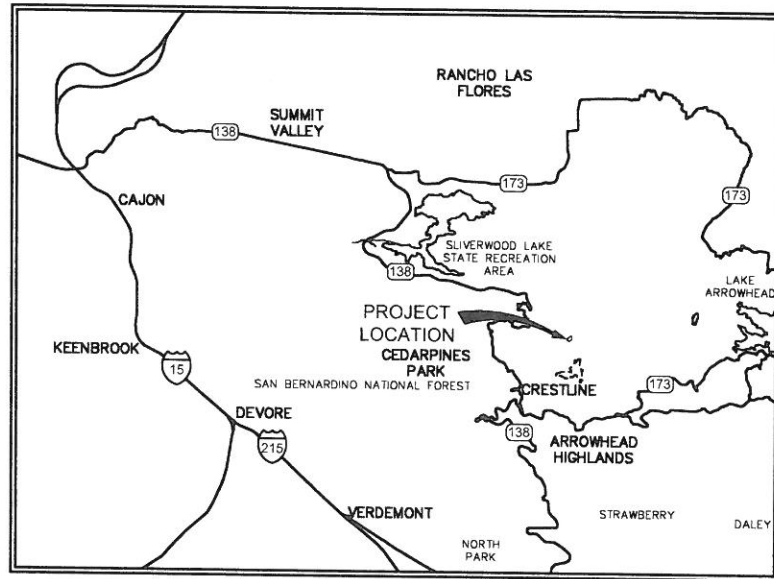 RANCHO LAS
FLORES
SUMMIT
VALLEY
138
173
173
CAJON
SLIVERWOOD LAKE
STATE RECREATION
AREA
138
LAKE
ARROWHEAD
PROJECT
LOCATION
KEENBROOK
CEDARPINES
PARK
15
SAN BERNARDINO NATIONAL FOREST
CRESTLINE
173
DEVORE
215
138
ARROWHEAD
HIGHLANDS
VERDEMONT
STRAWBERRY
DALEY
NORTH
PARK